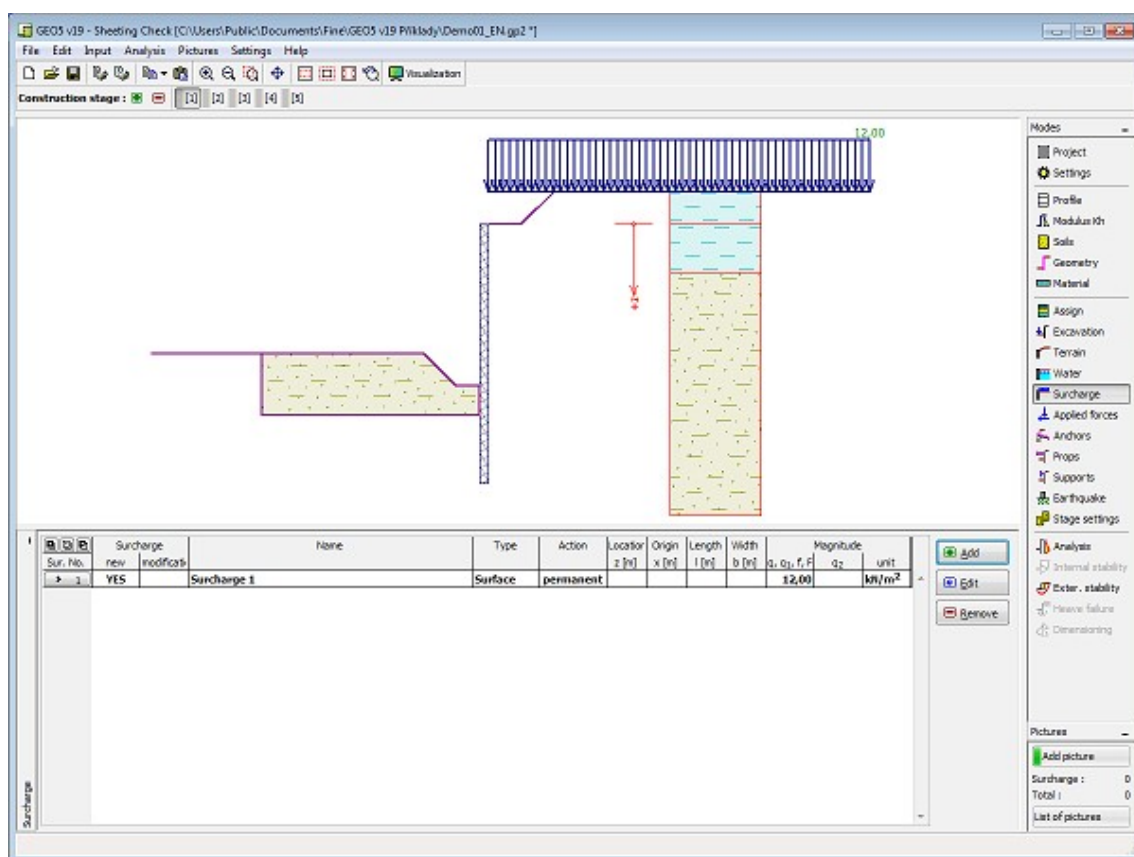 GEO5 v19 - Sheeting Check [C:\Users\Public\Documents\Fine\GEO5 v19 Příklady\Demo01_EN.gp2 *]
File Edit Input Analysis Pictures Settings Help
Visualization
Construction stage : [1] [2] [3] [4] [5]
12,00
+z
Modes
Project
Settings
Profile
Modulus Kh
Soils
Geometry
Material
Assign
Excavation
Terrain
Water
Surcharge
Applied forces
Anchors
Props
Supports
Earthquake
Stage settings
Analysis
Internal stability
Exter. stability
Heave failure
Dimensioning
Surcharge Name Type Action Location Origin Length Width Magnitude
Sur. No. new modificati z [m] x [m] l [m] b [m] q, q1, f, F q2 unit
1 YES Surcharge 1 Surface permanent 12,00 kN/m2
Add
Edit
Remove
Surcharge
Pictures
Add picture
Surcharge : 0
Total : 0
List of pictures